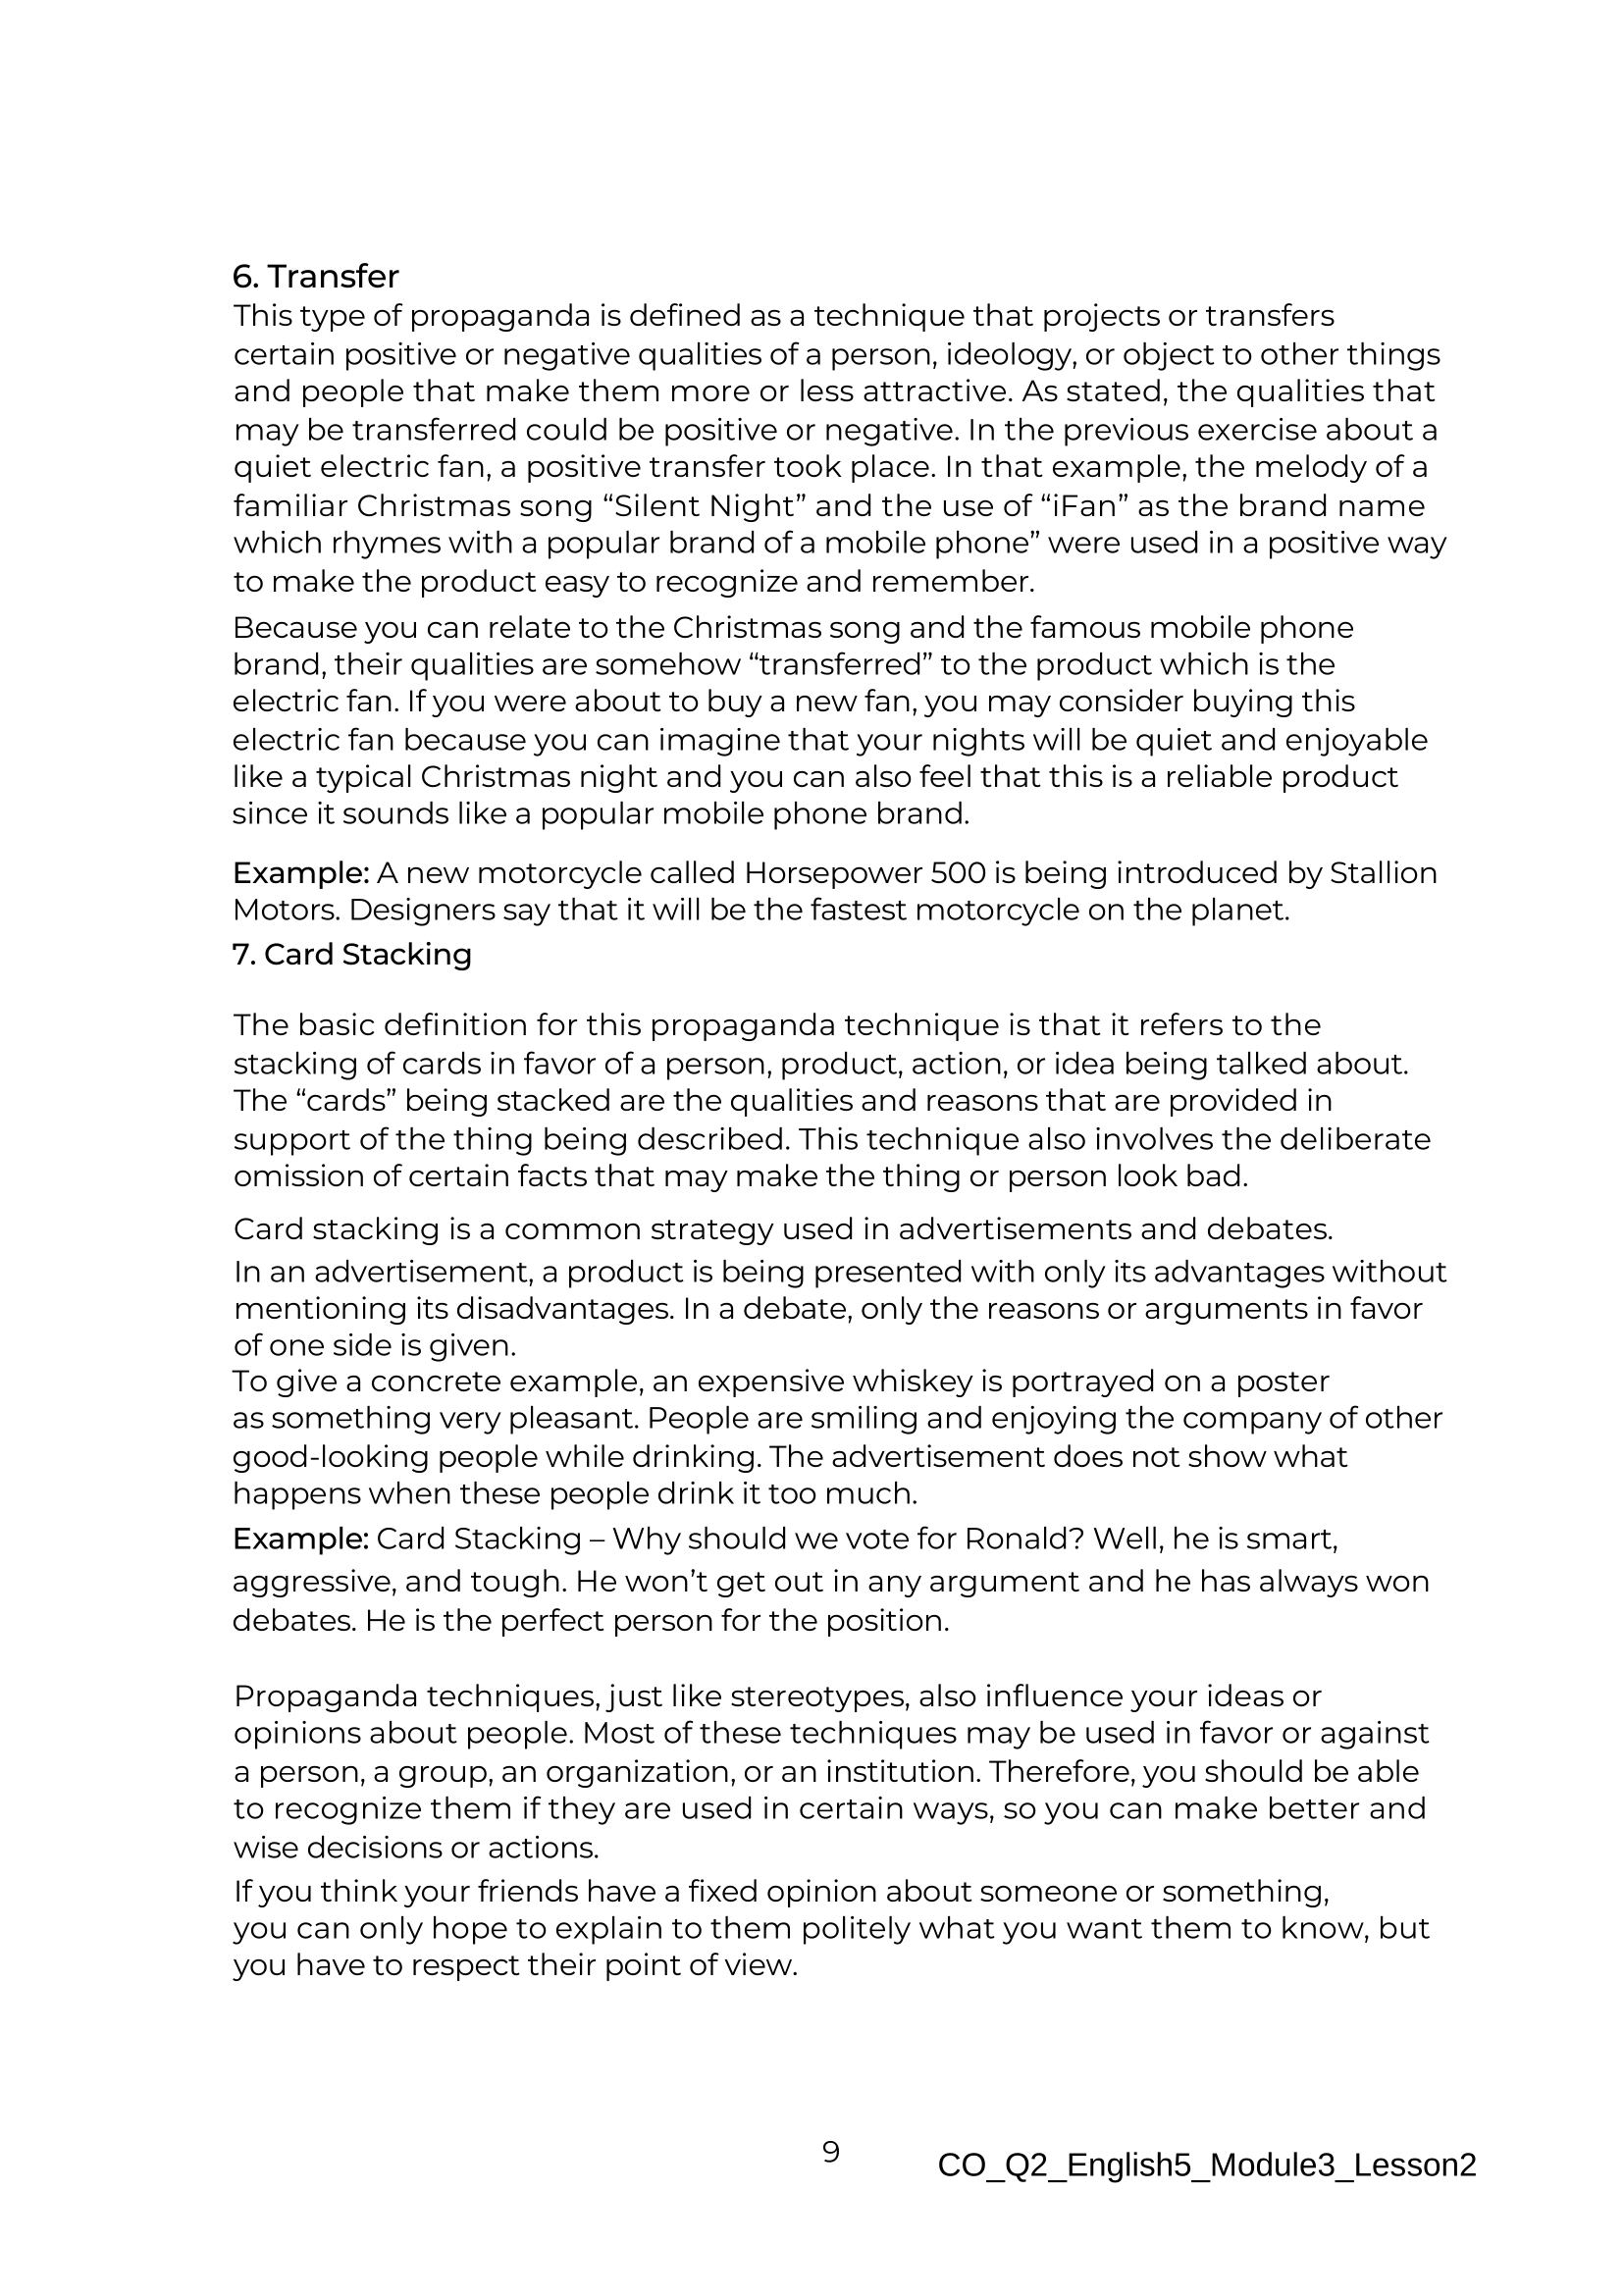 6. Transfer
This type of propaganda is defined as a technique that projects or transfers
certain positive or negative qualities of a person, ideology, or object to other things
and people that make them more or less attractive. As stated, the qualities that
may be transferred could be positive or negative. In the previous exercise about a
quiet electric fan, a positive transfer took place. In that example, the melody of a
familiar Christmas song “Silent Night” and the use of “iFan” as the brand name
which rhymes with a popular brand of a mobile phone” were used in a positive way
to make the product easy to recognize and remember.
Because you can relate to the Christmas song and the famous mobile phone
brand, their qualities are somehow “transferred” to the product which is the
electric fan. If you were about to buy a new fan, you may consider buying this
electric fan because you can imagine that your nights will be quiet and enjoyable
like a typical Christmas night and you can also feel that this is a reliable product
since it sounds like a popular mobile phone brand.
Example: A new motorcycle called Horsepower 500 is being introduced by Stallion
Motors. Designers say that it will be the fastest motorcycle on the planet.
7. Card Stacking
The basic definition for this propaganda technique is that it refers to the
stacking of cards in favor of a person, product, action, or idea being talked about.
The “cards” being stacked are the qualities and reasons that are provided in
support of the thing being described. This technique also involves the deliberate
omission of certain facts that may make the thing or person look bad.
Card stacking is a common strategy used in advertisements and debates.
In an advertisement, a product is being presented with only its advantages without
mentioning its disadvantages. In a debate, only the reasons or arguments in favor
of one side is given.
To give a concrete example, an expensive whiskey is portrayed on a poster
as something very pleasant. People are smiling and enjoying the company of other
good-looking people while drinking. The advertisement does not show what
happens when these people drink it too much.
Example: Card Stacking – Why should we vote for Ronald? Well, he is smart,
aggressive, and tough. He won’t get out in any argument and he has always won
debates. He is the perfect person for the position.
Propaganda techniques, just like stereotypes, also influence your ideas or
opinions about people. Most of these techniques may be used in favor or against
a person, a group, an organization, or an institution. Therefore, you should be able
to recognize them if they are used in certain ways, so you can make better and
wise decisions or actions.
If you think your friends have a fixed opinion about someone or something,
you can only hope to explain to them politely what you want them to know, but
you have to respect their point of view.
9
CO_Q2_English5_Module3_Lesson2